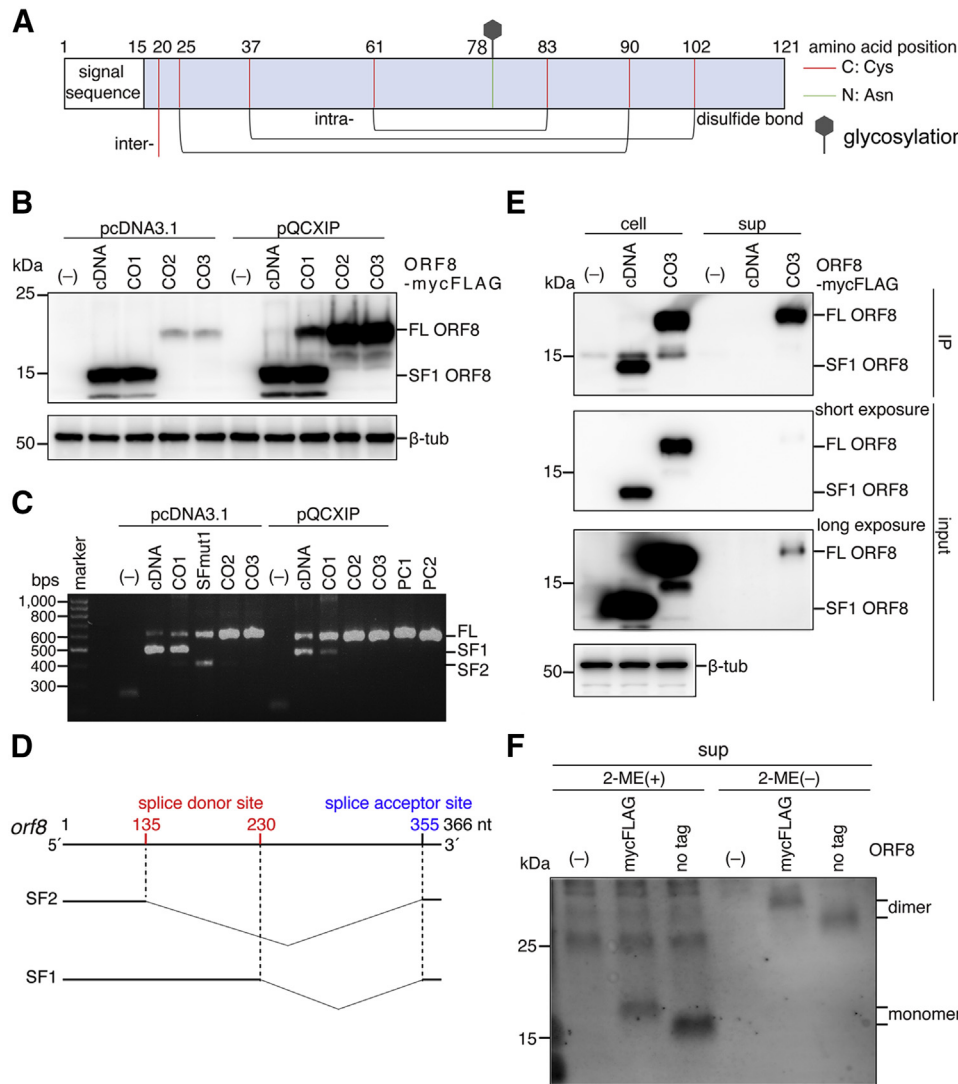 A
1 15 20 25 37 61 78 83 90 102 121 amino acid position
signal sequence
C: Cys
N: Asn
intra-
disulfide bond
inter-
glycosylation
B
pcDNA3.1 pQCXIP
kDa (–) cDNA CO1 CO2 CO3 (–) cDNA CO1 CO2 CO3 ORF8
-mycFLAG
25
FL ORF8
15
SF1 ORF8
50
β-tub
C
pcDNA3.1 pQCXIP
bps marker (–) cDNA CO1 SFmut1 CO2 CO3 (–) cDNA CO1 CO2 CO3 PC1 PC2
1,000
800
600 FL
500 SF1
400 SF2
300
D
splice donor site splice acceptor site
orf8 1 135 230 355 366 nt
5´ 3´
SF2
SF1
E
cell sup
kDa (–) cDNA CO3 (–) cDNA CO3 ORF8
-mycFLAG
FL ORF8
15
SF1 ORF8
IP
short exposure
FL ORF8
15
SF1 ORF8
long exposure
FL ORF8
15
SF1 ORF8
input
50
β-tub
F
sup
2-ME(+) 2-ME(–)
kDa (–) mycFLAG no tag (–) mycFLAG no tag ORF8
dimer
25
monomer
15